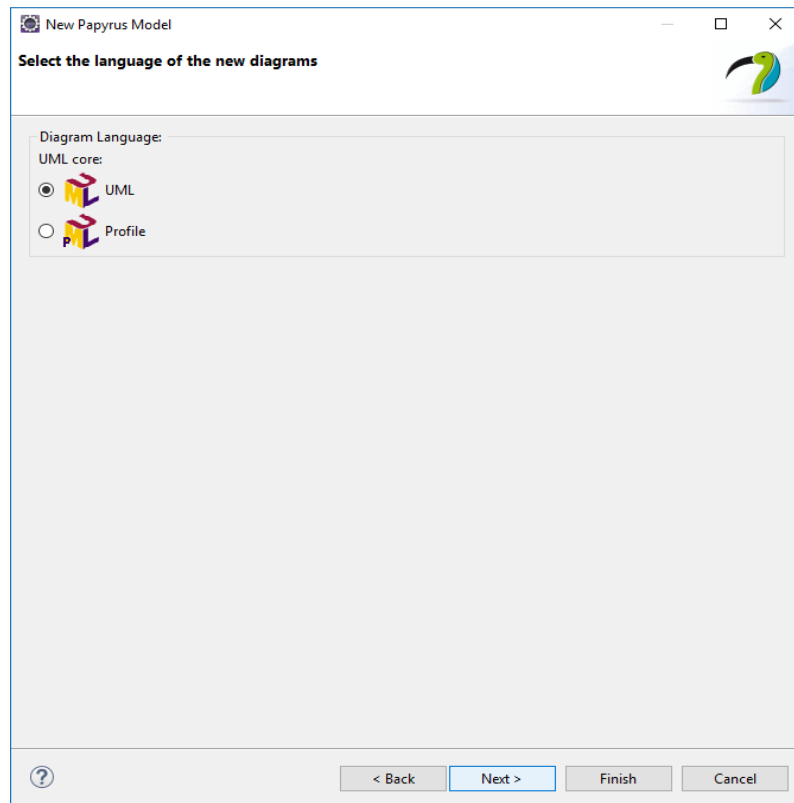 New Papyrus Model
Select the language of the new diagrams
Diagram Language:
UML core:
UML
Profile
? < Back Next > Finish Cancel